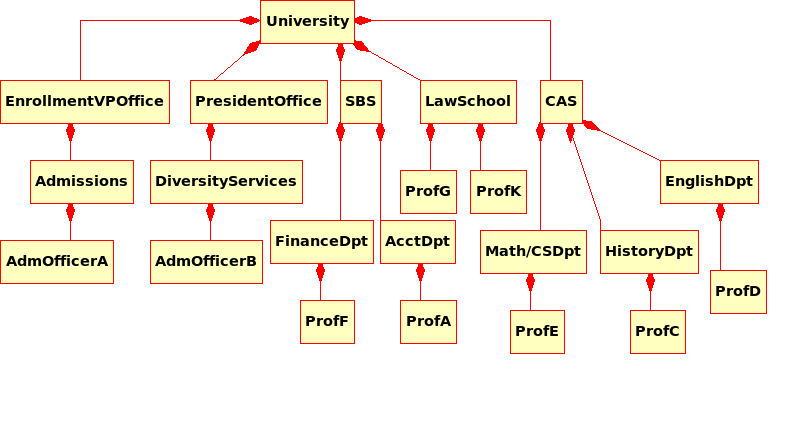 University
EnrollmentVPOffice
PresidentOffice
SBS
LawSchool
CAS
Admissions
DiversityServices
ProfG
ProfK
EnglishDpt
AdmOfficerA
AdmOfficerB
FinanceDpt
AcctDpt
Math/CSDpt
HistoryDpt
ProfD
ProfF
ProfA
ProfE
ProfC